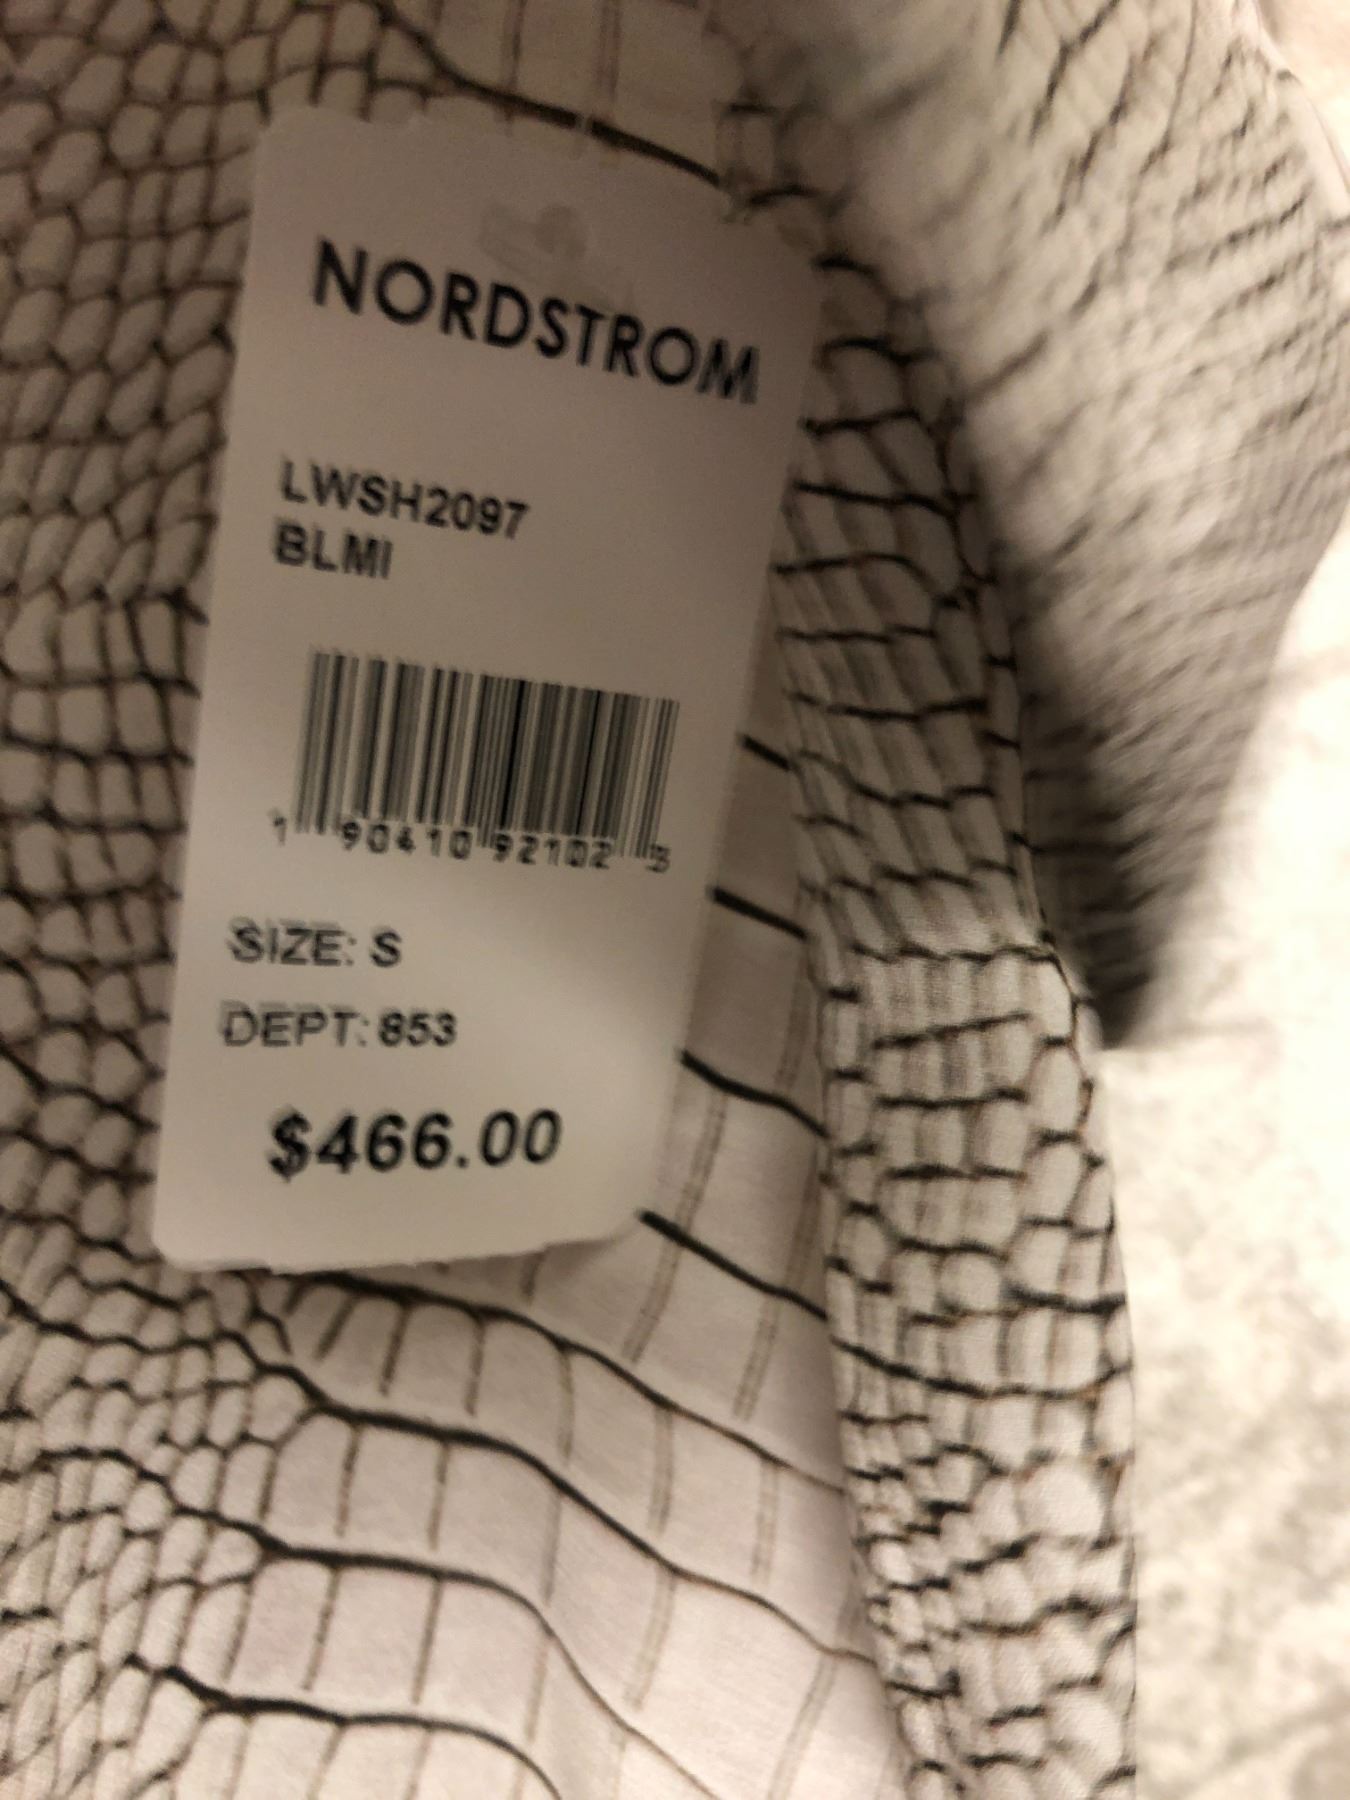 NORDSTROM
LWSH2097
BLMI
1 90410 92102 3
SIZE: S
DEPT: 853
$466.00